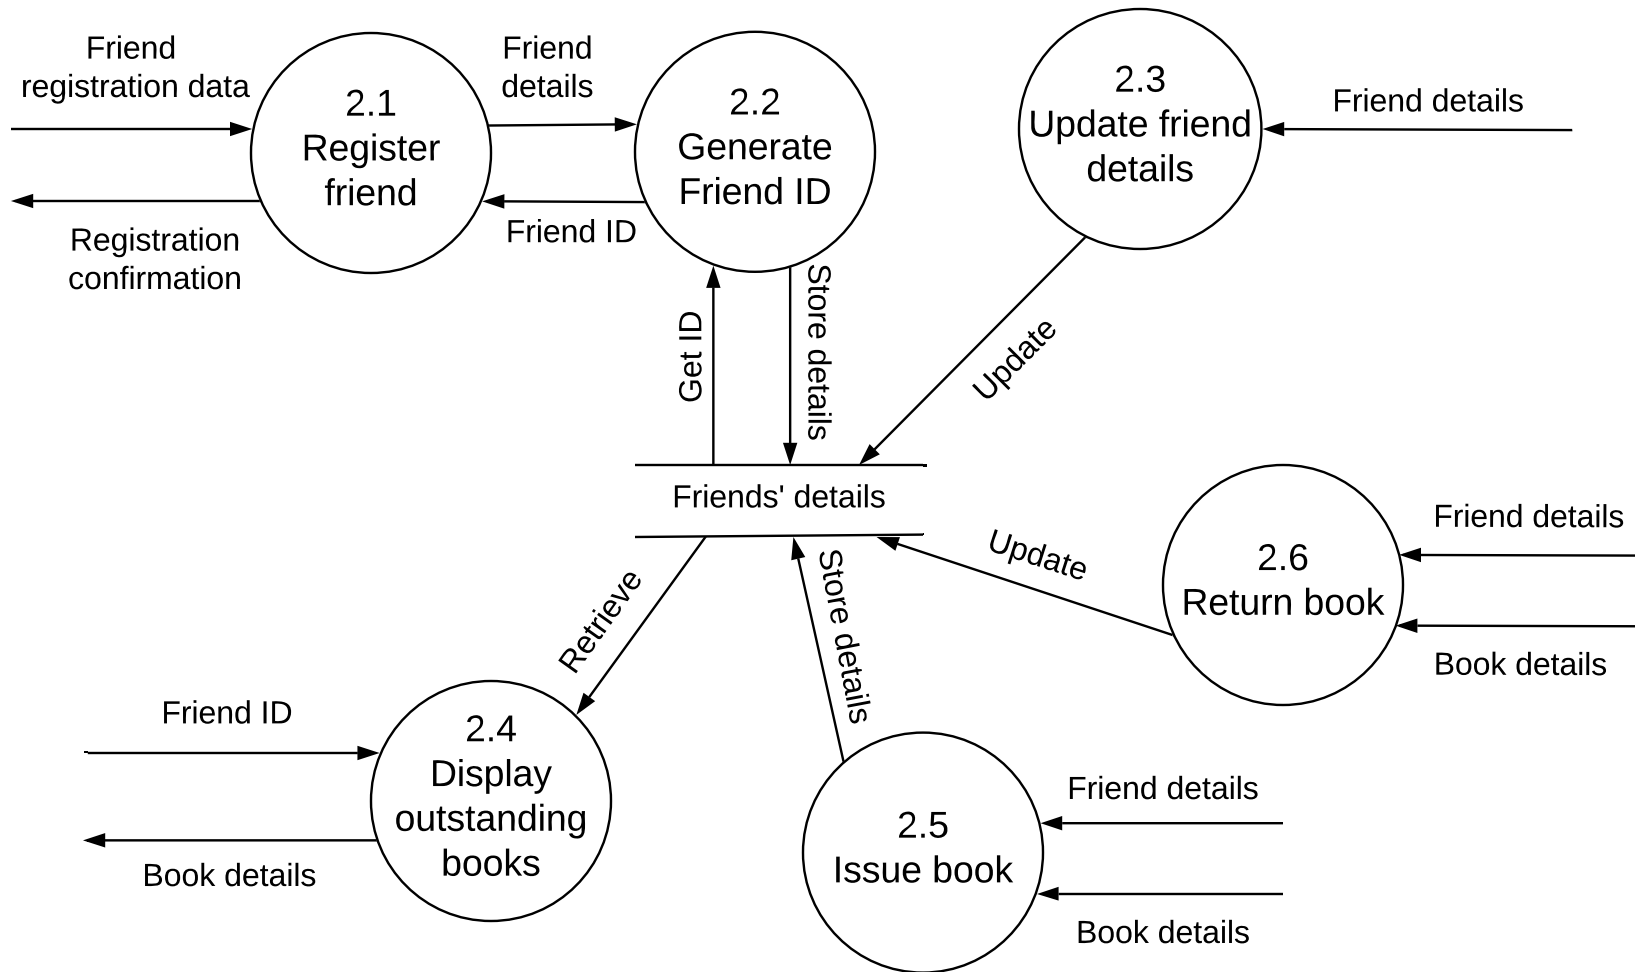 Friend
registration data
2.1
Register
friend
Registration
confirmation
Friend
details
Friend ID
2.2
Generate
Friend ID
2.3
Update friend
details
Friend details
Get ID
Store details
Update
Friends' details
Retrieve
Store details
Update
2.6
Return book
Friend details
Book details
Friend ID
2.4
Display
outstanding
books
Book details
2.5
Issue book
Friend details
Book details